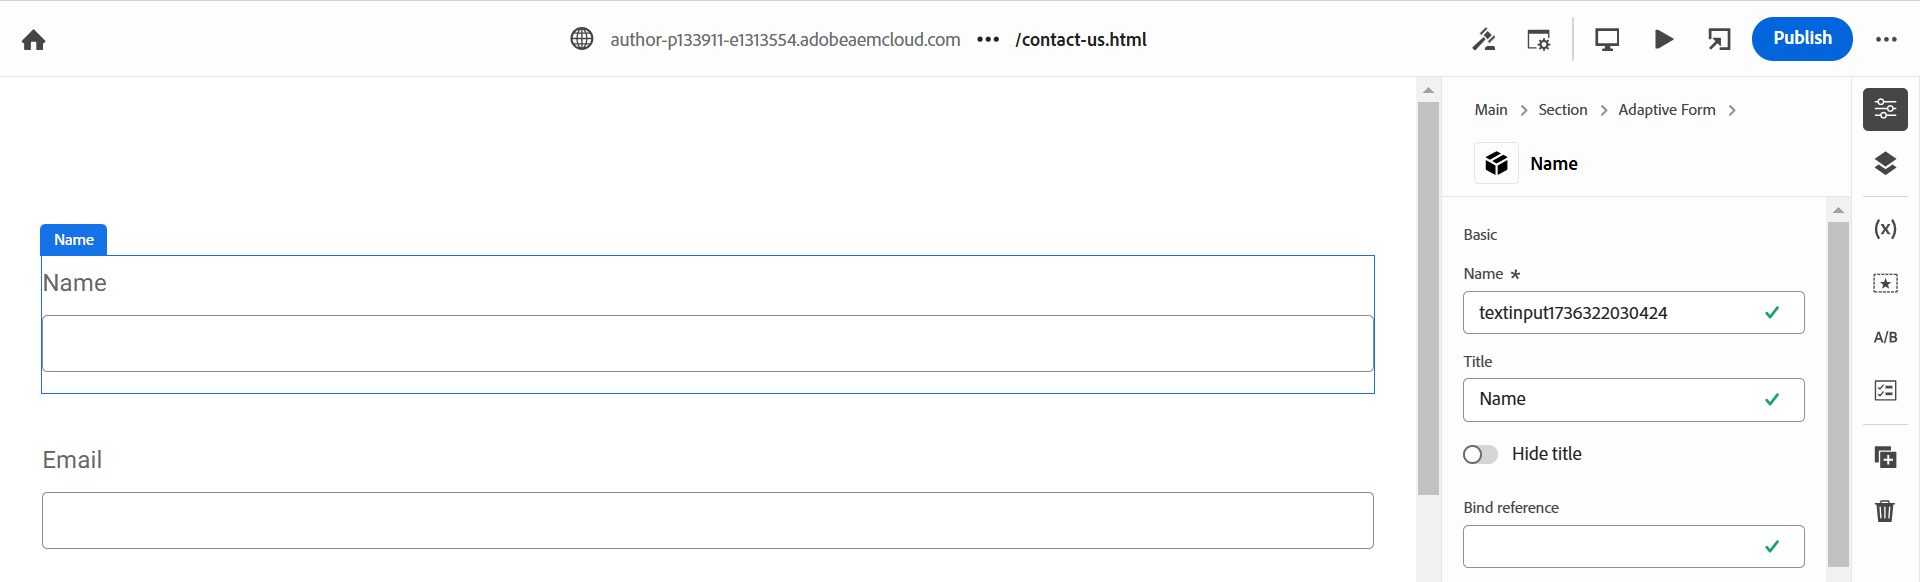 author-p133911-e1313554.adobeaemcloud.com ••• /contact-us.html
Publish
Main > Section > Adaptive Form >
Name
Name
Name
Email
Basic
Name *
textinput1736322030424
Title
Name
Hide title
Bind reference
(x)
A/B